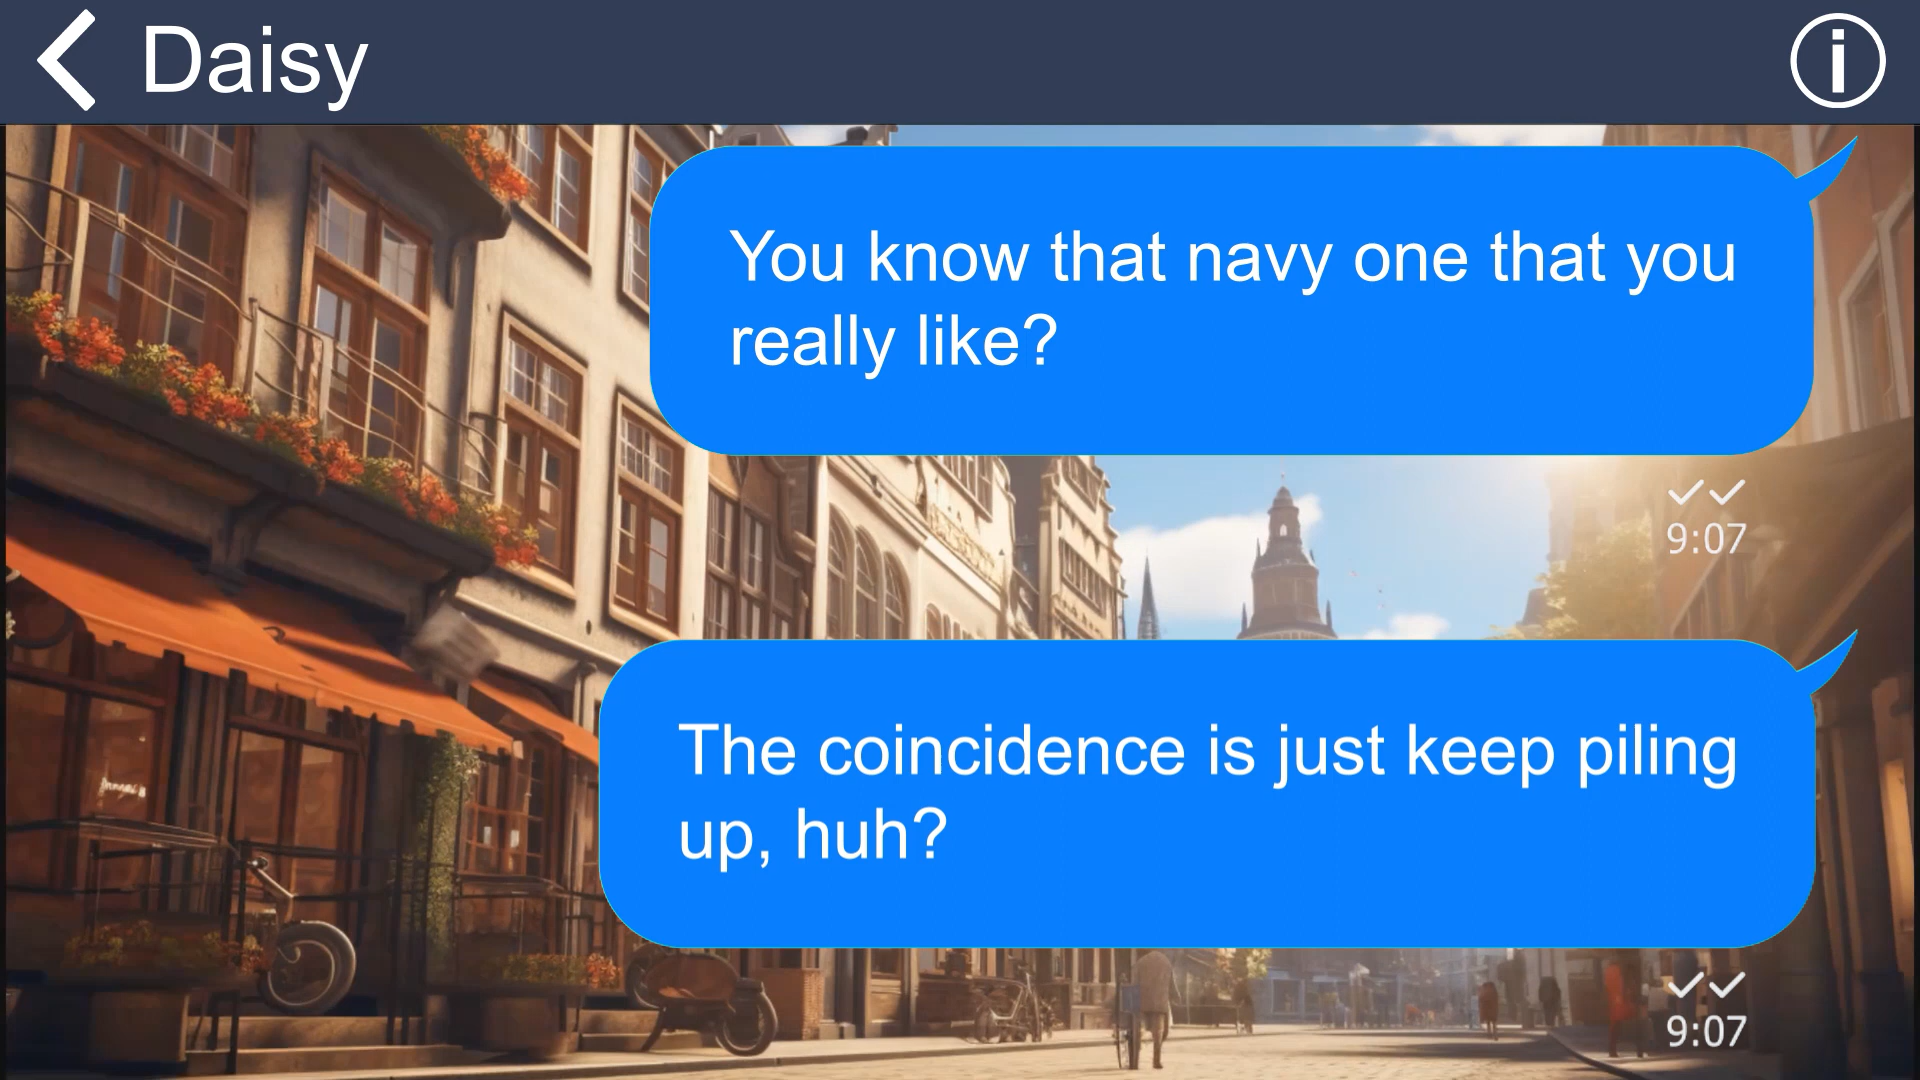 Daisy
You know that navy one that you
really like?
9:07
The coincidence is just keep piling
up, huh?
9:07